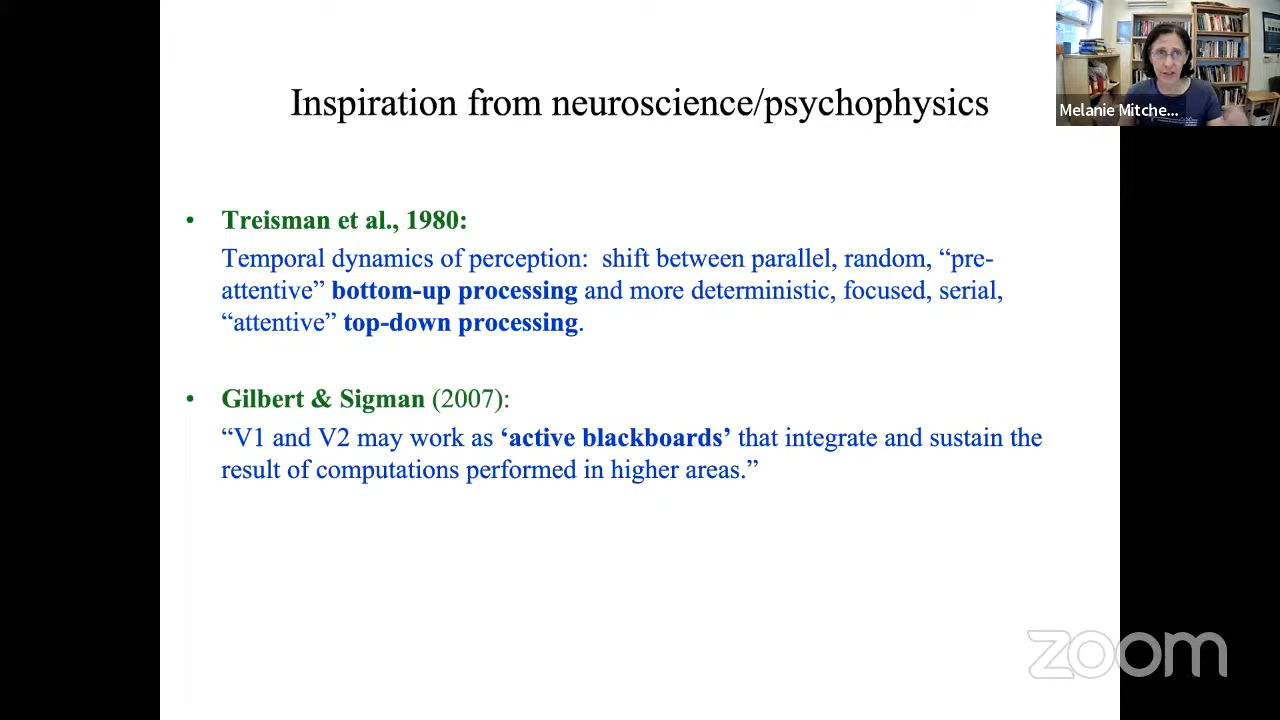 Inspiration from neuroscience/psychophysics
Melanie Mitche...
• Treisman et al., 1980:
Temporal dynamics of perception: shift between parallel, random, “pre-
attentive” bottom-up processing and more deterministic, focused, serial,
“attentive” top-down processing.
• Gilbert & Sigman (2007):
“V1 and V2 may work as ‘active blackboards’ that integrate and sustain the
result of computations performed in higher areas.”
zoom